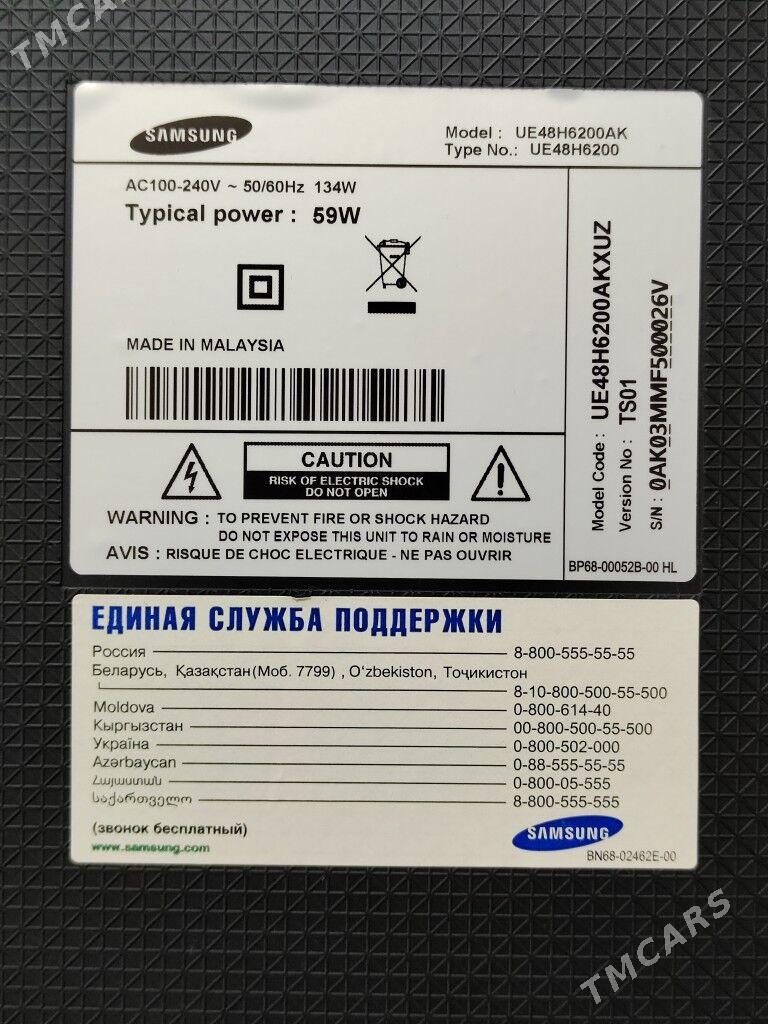 TMCARS
SAMSUNG
Model : UE48H6200AK
Type No.: UE48H6200
AC100-240V ~ 50/60Hz 134W
Typical power : 59W
MADE IN MALAYSIA
CAUTION
RISK OF ELECTRIC SHOCK
DO NOT OPEN
WARNING : TO PREVENT FIRE OR SHOCK HAZARD
DO NOT EXPOSE THIS UNIT TO RAIN OR MOISTURE
AVIS : RISQUE DE CHOC ELECTRIQUE - NE PAS OUVRIR
Model Code : UE48H6200AKXUZ
Version No : TS01
S/N : 0AK03MMF500026V
BP68-00052B-00 HL
ЕДИНАЯ СЛУЖБА ПОДДЕРЖКИ
Россия 8-800-555-55-55
Беларусь, Қазақстан(Моб. 7799) , O‘zbekiston, Тоҷикистон
8-10-800-500-55-500
Moldova 0-800-614-40
Кыргызстан 00-800-500-55-500
Україна 0-800-502-000
Azərbaycan 0-88-555-55-55
Հայաստան 0-800-05-555
საქართველო 8-800-555-555
(звонок бесплатный)
www.samsung.com
SAMSUNG
BN68-02462E-00
TMCARS